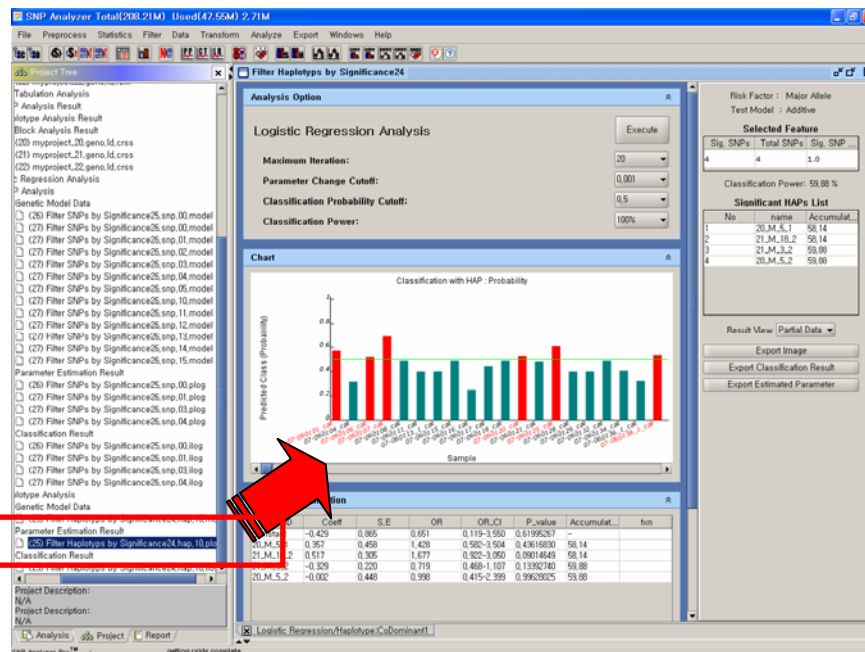 SNP Analyzer Total(208.21M) Used(47.55M) 2.71M
File Preprocess Statistics Filter Data Transform Analyze Export Windows Help
Project Tree
Tabulation Analysis
Analysis Result
lotype Analysis Result
Block Analysis Result
(20) myproject_20,geno,ld,crss
(21) myproject_21,geno,ld,crss
(22) myproject_22,geno,ld,crss
Regression Analysis
Analysis
Genetic Model Data
(26) Filter SNPs by Significance25,snp,00,model
(27) Filter SNPs by Significance26,snp,00,model
(27) Filter SNPs by Significance26,snp,01,model
(27) Filter SNPs by Significance26,snp,02,model
(27) Filter SNPs by Significance26,snp,03,model
(27) Filter SNPs by Significance26,snp,04,model
(27) Filter SNPs by Significance26,snp,05,model
(27) Filter SNPs by Significance26,snp,10,model
(27) Filter SNPs by Significance26,snp,11,model
(27) Filter SNPs by Significance26,snp,12,model
(27) Filter SNPs by Significance26,snp,13,model
(27) Filter SNPs by Significance26,snp,14,model
(27) Filter SNPs by Significance26,snp,15,model
Parameter Estimation Result
(26) Filter SNPs by Significance25,snp,00,plog
(27) Filter SNPs by Significance26,snp,01,plog
(27) Filter SNPs by Significance26,snp,03,plog
(27) Filter SNPs by Significance26,snp,04,plog
Classification Result
(26) Filter SNPs by Significance25,snp,00,ilog
(27) Filter SNPs by Significance26,snp,01,ilog
(27) Filter SNPs by Significance26,snp,03,ilog
(27) Filter SNPs by Significance26,snp,04,ilog
lotype Analysis
Genetic Model Data
Parameter Estimation Result
(25) Filter Haplotyps by Significance24,hap,10,plo
Classification Result
Project Description:
N/A
Project Description:
N/A
Analysis Project Report
Filter Haplotyps by Significance24
Analysis Option
Logistic Regression Analysis
Execute
Maximum Iteration: 20
Parameter Change Cutoff: 0,001
Classification Probability Cutoff: 0,5
Classification Power: 100%
Chart
Classification with HAP : Probability
Predicted Class (Probability)
0.8
0.6
0.4
0.2
0
Sample
Coeff S,E OR OR_CI P_value Accumulat... txn
-0,429 0,865 0,651 0,119-3,550 0,61995267 -
0,357 0,458 1,428 0,582-3,504 0,43616830 58,14
0,517 0,305 1,677 0,922-3,050 0,09014649 58,14
-0,329 0,220 0,719 0,468-1,107 0,13392740 59,88
20_M_5_2 -0,002 0,448 0,998 0,415-2,399 0,99628025 59,88
Logistic Regression/Haplotype:CoDominant1
Risk Factor : Major Allele
Test Model : Additive
Selected Feature
Sig, SNPs Total SNPs Sig, SNP ...
4 4 1.0
Classification Power: 59,88 %
Significant HAPs List
No name Accumulat...
1 20_M_5_1 58,14
2 21_M_18_2 58,14
3 21_M_3_2 59,88
4 20_M_5_2 59,88
Result View Partial Data
Export Image
Export Classification Result
Export Estimated Parameter